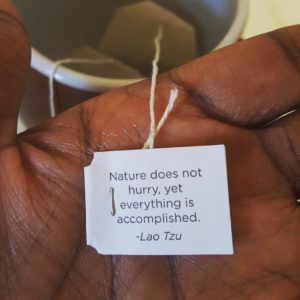 Nature does not
hurry, yet
everything is
accomplished.
-Lao Tzu